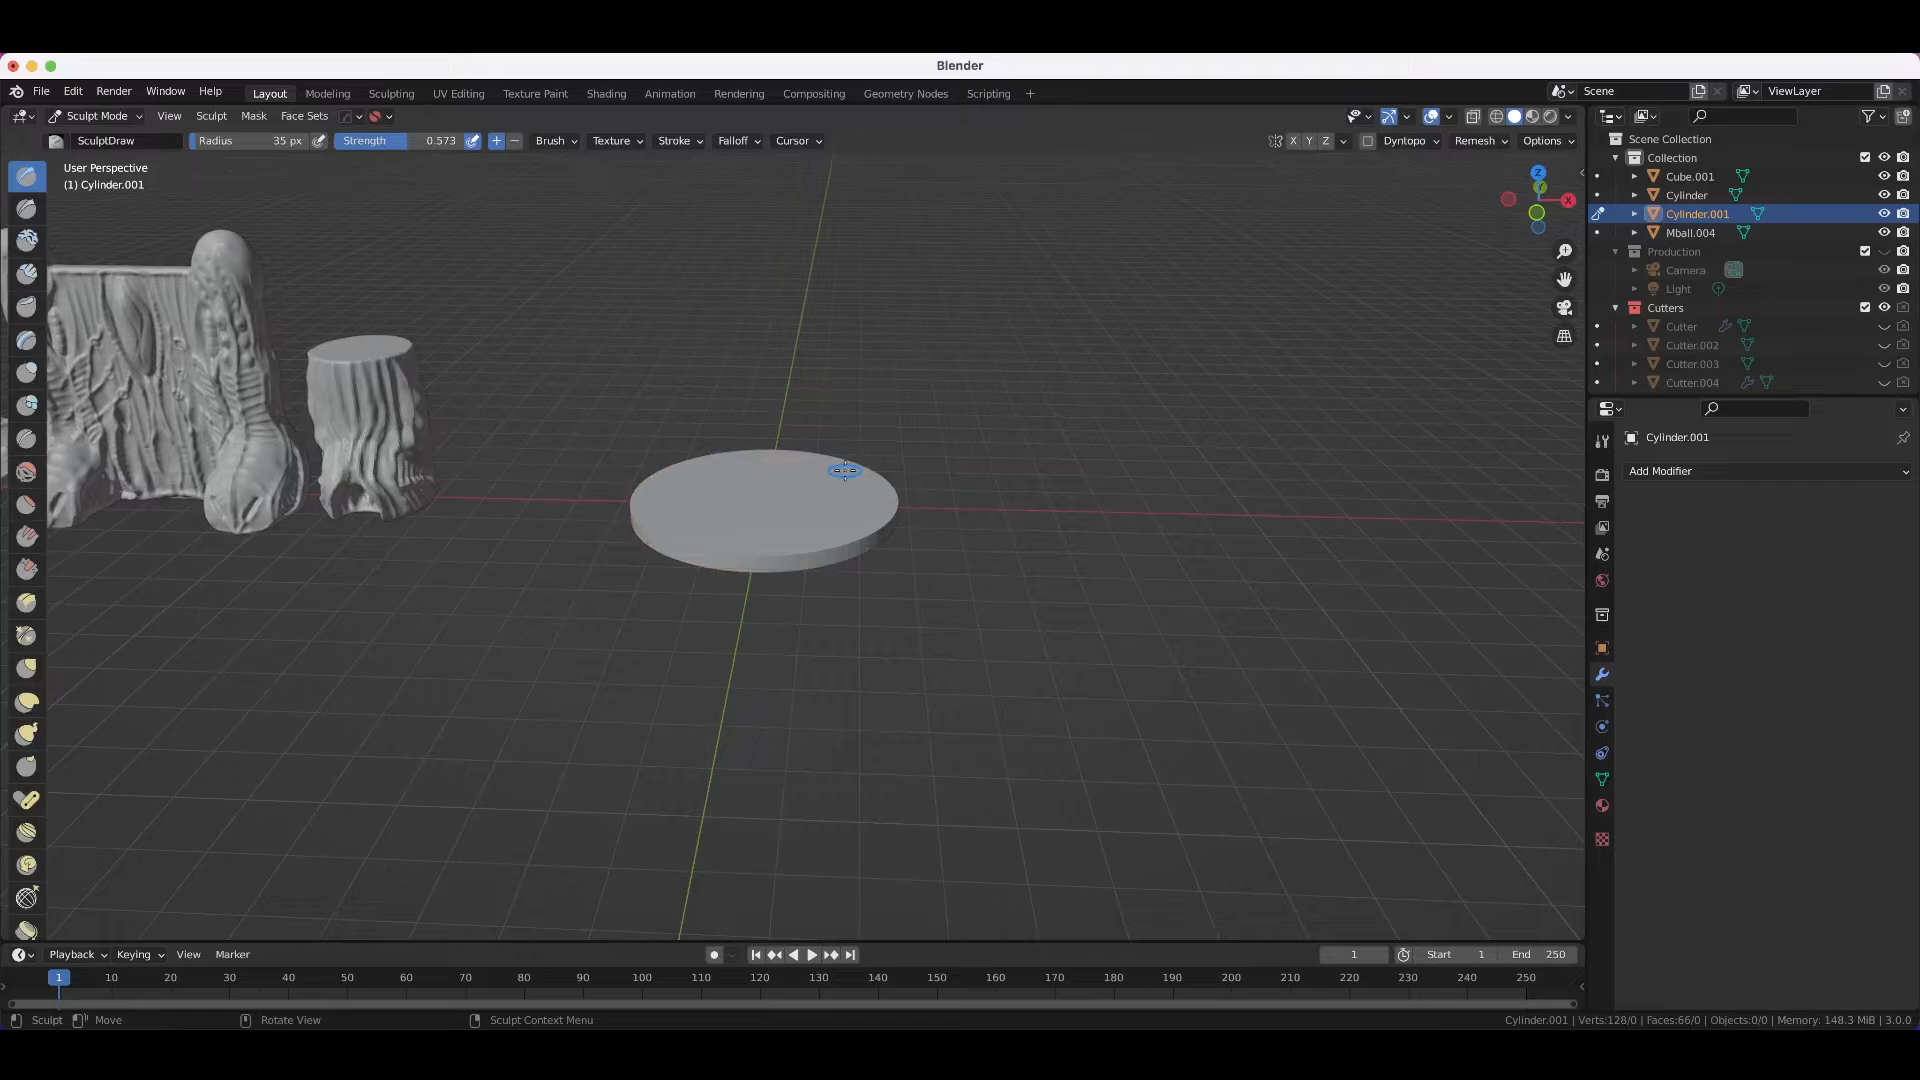 Blender
File Edit Render Window Help Layout Modeling Sculpting UV Editing Texture Paint Shading Animation Rendering Compositing Geometry Nodes Scripting + Scene ViewLayer
Sculpt Mode View Sculpt Mask Face Sets
SculptDraw Radius 35 px Strength 0.573 Brush Texture Stroke Falloff Cursor X Y Z Dyntopo Remesh Options
User Perspective
(1) Cylinder.001
Z
Y
X
Scene Collection
Collection
Cube.001
Cylinder
Cylinder.001
Mball.004
Production
Camera
Light
Cutters
Cutter
Cutter.002
Cutter.003
Cutter.004
Cylinder.001
Add Modifier
Playback Keying View Marker 1 Start 1 End 250
1 10 20 30 40 50 60 70 80 90 100 110 120 130 140 150 160 170 180 190 200 210 220 230 240 250
Sculpt Move Rotate View Sculpt Context Menu Cylinder.001 | Verts:128/0 | Faces:66/0 | Objects:0/0 | Memory: 148.3 MiB | 3.0.0